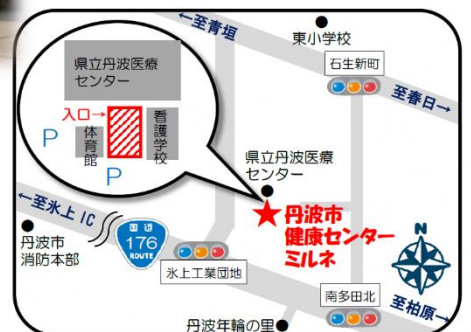 ←至青垣
東小学校
石生新町
至春日→
県立丹波医療
センター
入口→
P
体育館
看護学校
P
県立丹波医療
センター
★丹波市
健康センター
ミルネ
←至氷上IC
国道
176
ROUTE
丹波市
消防本部
氷上工業団地
N
南多田北
至柏原→
丹波年輪の里